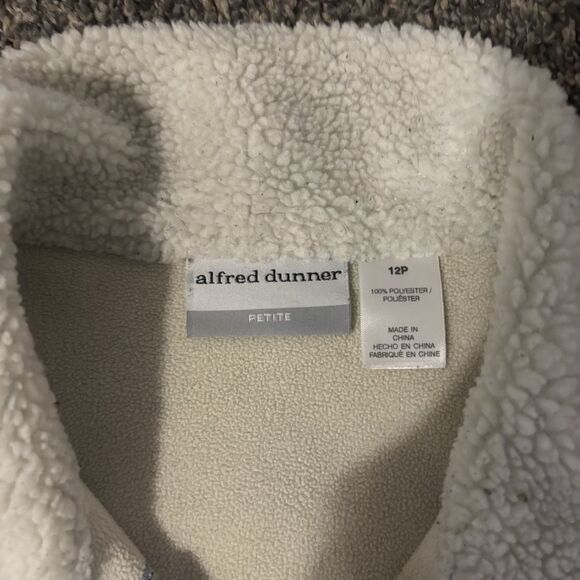 alfred dunner
PETITE
12P
100% POLYESTER /
POLIÉSTER
MADE IN
CHINA
HECHO EN CHINA
FABRIQUÉ EN CHINE